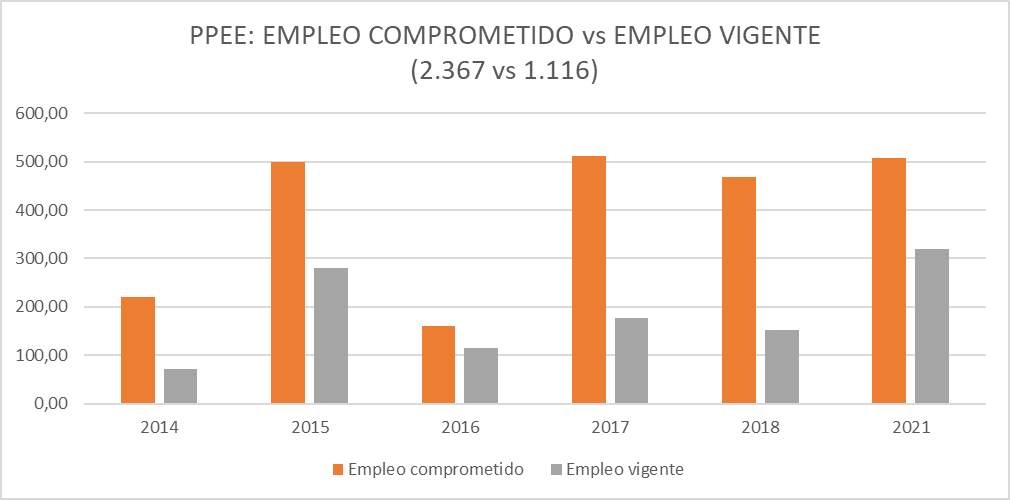 PPEE: EMPLEO COMPROMETIDO vs EMPLEO VIGENTE
(2.367 vs 1.116)
600,00
500,00
400,00
300,00
200,00
100,00
0,00
2014 2015 2016 2017 2018 2021
Empleo comprometido Empleo vigente